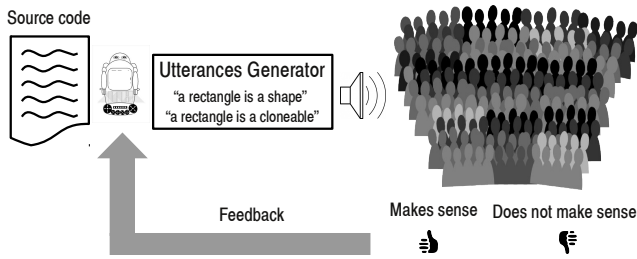 Source code
Utterances Generator
“a rectangle is a shape”
“a rectangle is a cloneable”
Feedback
Makes sense
Does not make sense